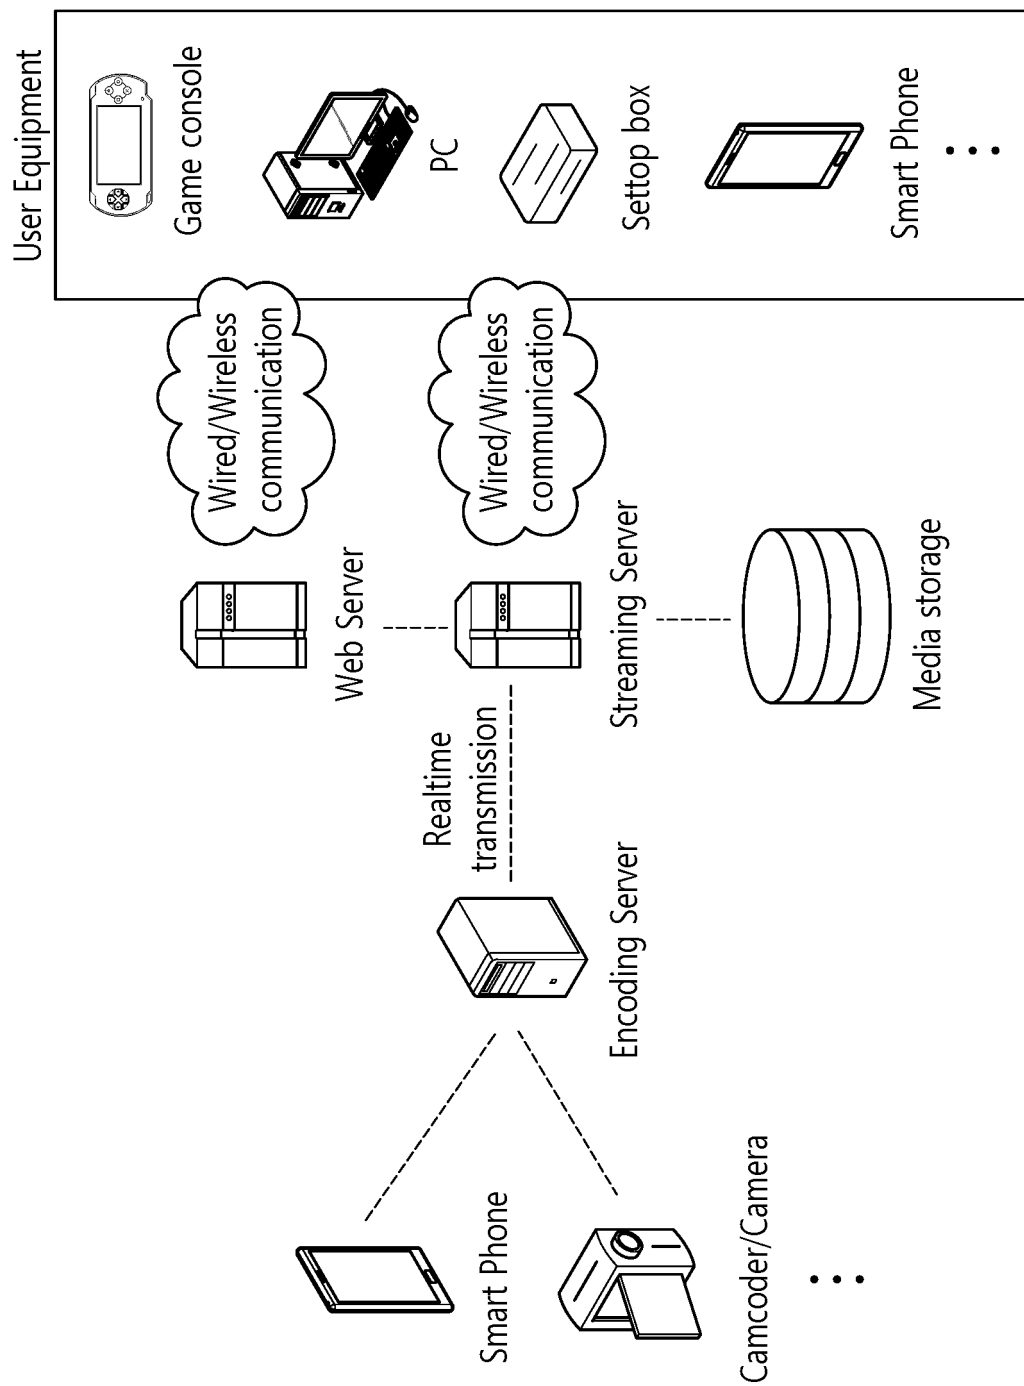 User Equipment
Game console
PC
Settop box
Smart Phone
Wired/Wireless
communication
Wired/Wireless
communication
Web Server
Streaming Server
Media storage
Realtime
transmission
Encoding Server
Smart Phone
Camcoder/Camera